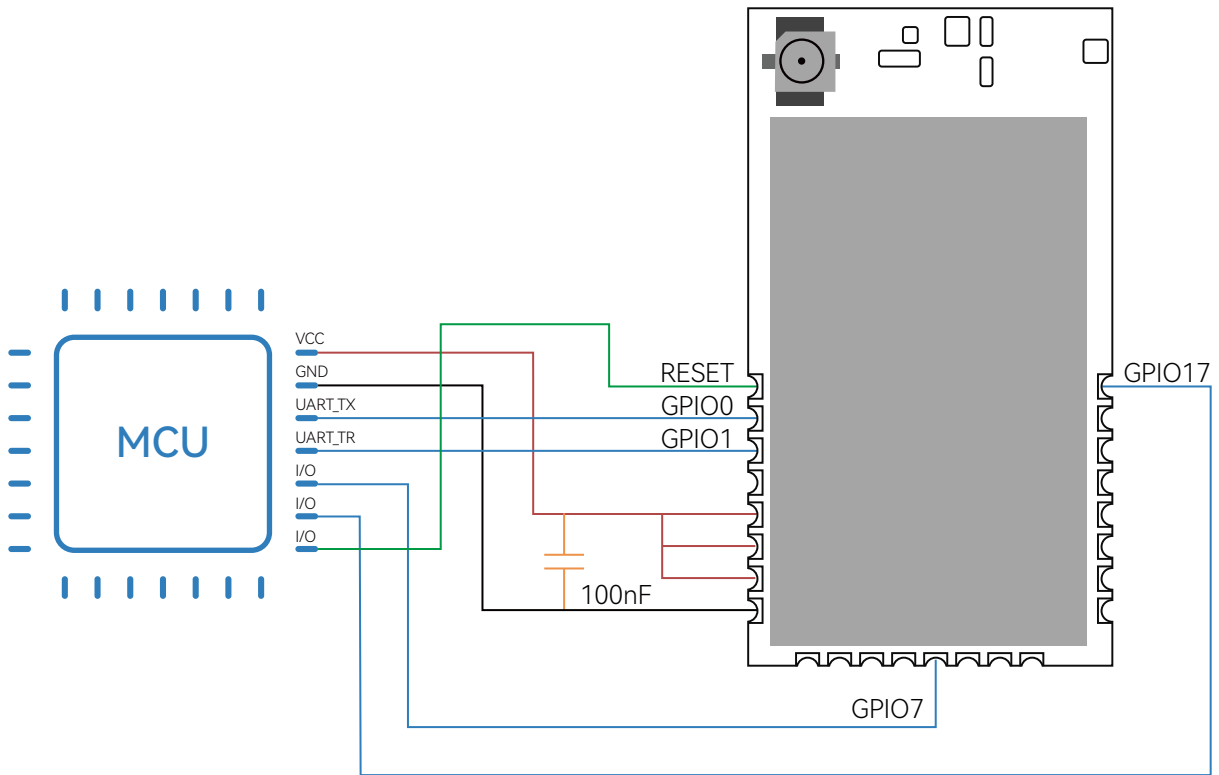 VCC
GND
UART_TX
UART_TR
I/O
I/O
I/O
MCU
RESET
GPIO0
GPIO1
100nF
GPIO17
GPIO7